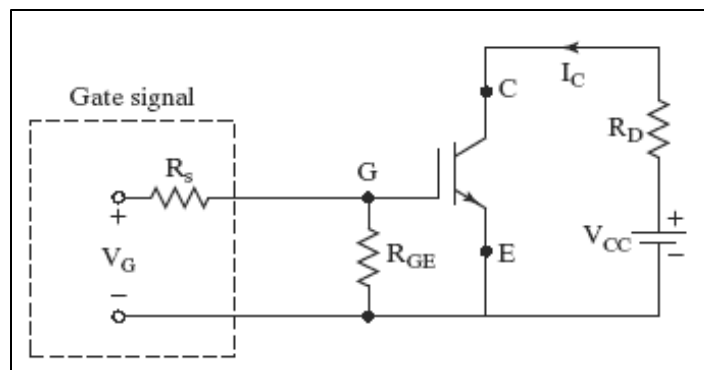 Gate signal
R_s
+
V_G
−
G
R_GE
C
E
I_C
R_D
V_CC
+
−